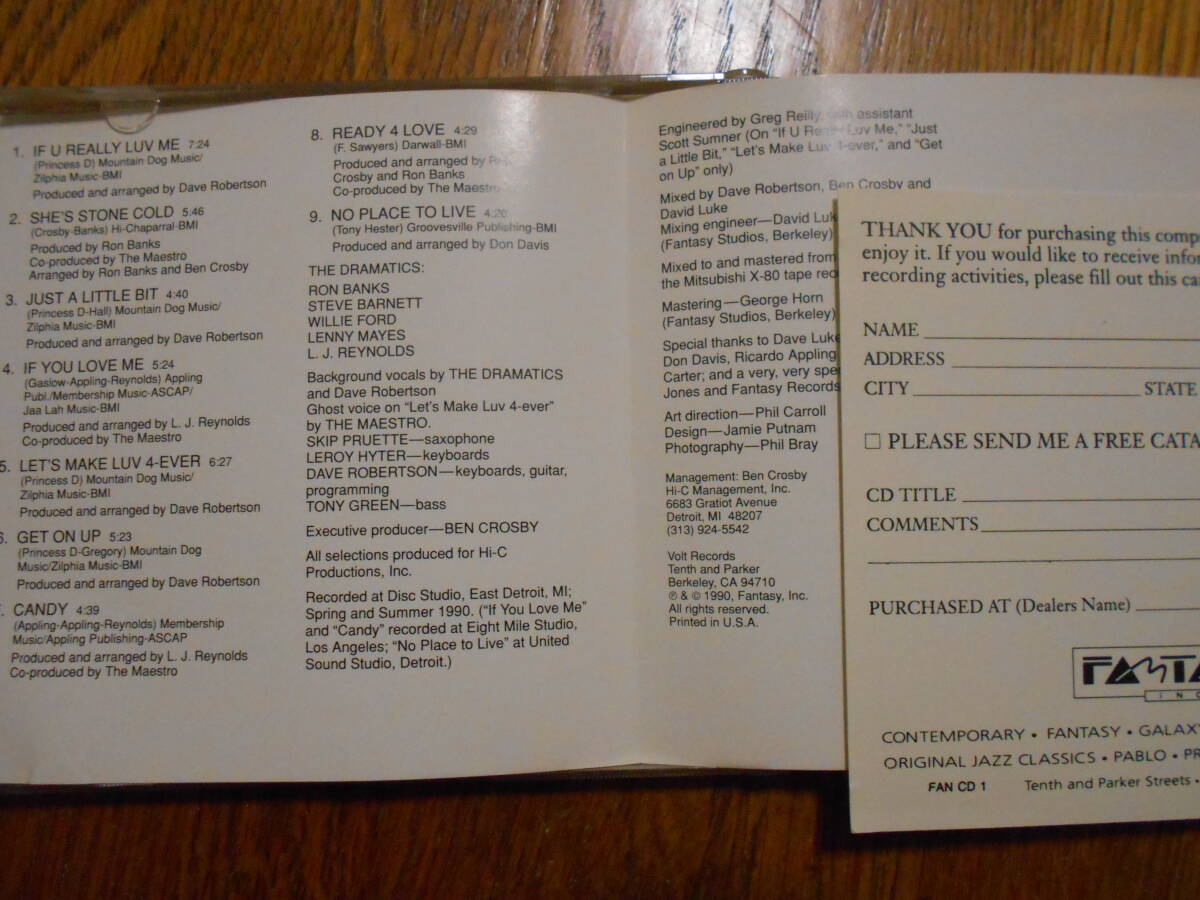 1. IF U REALLY LUV ME 7:24
(Princess D) Mountain Dog Music/
Zilphia Music-BMI
Produced and arranged by Dave Robertson
2. SHE'S STONE COLD 5:46
(Crosby-Banks) Hi-Chaparral-BMI
Produced by Ron Banks
Co-produced by The Maestro
Arranged by Ron Banks and Ben Crosby
3. JUST A LITTLE BIT 4:40
(Princess D-Hall) Mountain Dog Music/
Zilphia Music-BMI
Produced and arranged by Dave Robertson
4. IF YOU LOVE ME 5:24
(Gaslow-Appling-Reynolds) Appling
Publ./Membership Music-ASCAP/
Jaa Lah Music-BMI
Produced and arranged by L. J. Reynolds
Co-produced by The Maestro
5. LET'S MAKE LUV 4-EVER 6:27
(Princess D) Mountain Dog Music/
Zilphia Music-BMI
Produced and arranged by Dave Robertson
6. GET ON UP 5:23
(Princess D-Gregory) Mountain Dog
Music/Zilphia Music-BMI
Produced and arranged by Dave Robertson
CANDY 4:39
(Appling-Appling-Reynolds) Membership
Music/Appling Publishing-ASCAP
Produced and arranged by L. J. Reynolds
Co-produced by The Maestro
8. READY 4 LOVE 4:29
(F. Sawyers) Darwall-BMI
Produced and arranged by
Crosby and Ron Banks
Co-produced by The Maestro
9. NO PLACE TO LIVE 4:20
(Tony Hester) Groovesville Publishing-BMI
Produced and arranged by Don Davis
THE DRAMATICS:
RON BANKS
STEVE BARNETT
WILLIE FORD
LENNY MAYES
L. J. REYNOLDS
Background vocals by THE DRAMATICS
and Dave Robertson
Ghost voice on "Let's Make Luv 4-ever"
by THE MAESTRO.
SKIP PRUETTE—saxophone
LEROY HYTER—keyboards
DAVE ROBERTSON—keyboards, guitar,
programming
TONY GREEN—bass
Executive producer—BEN CROSBY
All selections produced for Hi-C
Productions, Inc.
Recorded at Disc Studio, East Detroit, MI;
Spring and Summer 1990. ("If You Love Me"
and "Candy" recorded at Eight Mile Studio,
Los Angeles; "No Place to Live" at United
Sound Studio, Detroit.)
Engineered by Greg Reilly, with assistant
Scott Sumner (On "If U Really Luv Me," "Just
a Little Bit," "Let's Make Luv 4-ever," and "Get
on Up" only)
Mixed by Dave Robertson, Ben Crosby and
David Luke
Mixing engineer—David Luk
(Fantasy Studios, Berkeley)
Mixed to and mastered from
the Mitsubishi X-80 tape rec
Mastering—George Horn
(Fantasy Studios, Berkeley)
Special thanks to Dave Luke
Don Davis, Ricardo Appling
Carter; and a very, very spe
Jones and Fantasy Records
Art direction—Phil Carroll
Design—Jamie Putnam
Photography—Phil Bray
Management: Ben Crosby
Hi-C Management, Inc.
6683 Gratiot Avenue
Detroit, MI 48207
(313) 924-5542
Volt Records
Tenth and Parker
Berkeley, CA 94710
℗ & © 1990, Fantasy, Inc.
All rights reserved.
Printed in U.S.A.
THANK YOU for purchasing this comp
enjoy it. If you would like to receive infor
recording activities, please fill out this ca
NAME
ADDRESS
CITY STATE
☐ PLEASE SEND ME A FREE CATA
CD TITLE
COMMENTS
PURCHASED AT (Dealers Name)
FANTA
INC
CONTEMPORARY • FANTASY • GALAXY
ORIGINAL JAZZ CLASSICS • PABLO • PR
FAN CD 1 Tenth and Parker Streets •